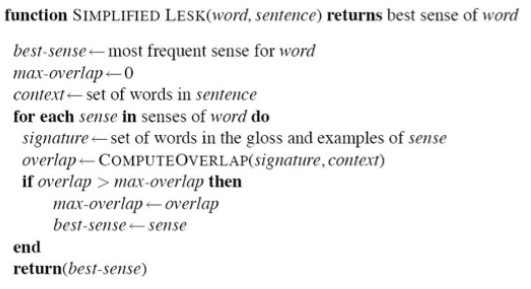 function SIMPLIFIED LESK(word, sentence) returns best sense of word
best-sense ← most frequent sense for word
max-overlap ← 0
context ← set of words in sentence
for each sense in senses of word do
signature ← set of words in the gloss and examples of sense
overlap ← COMPUTEOVERLAP(signature, context)
if overlap > max-overlap then
max-overlap ← overlap
best-sense ← sense
end
return(best-sense)